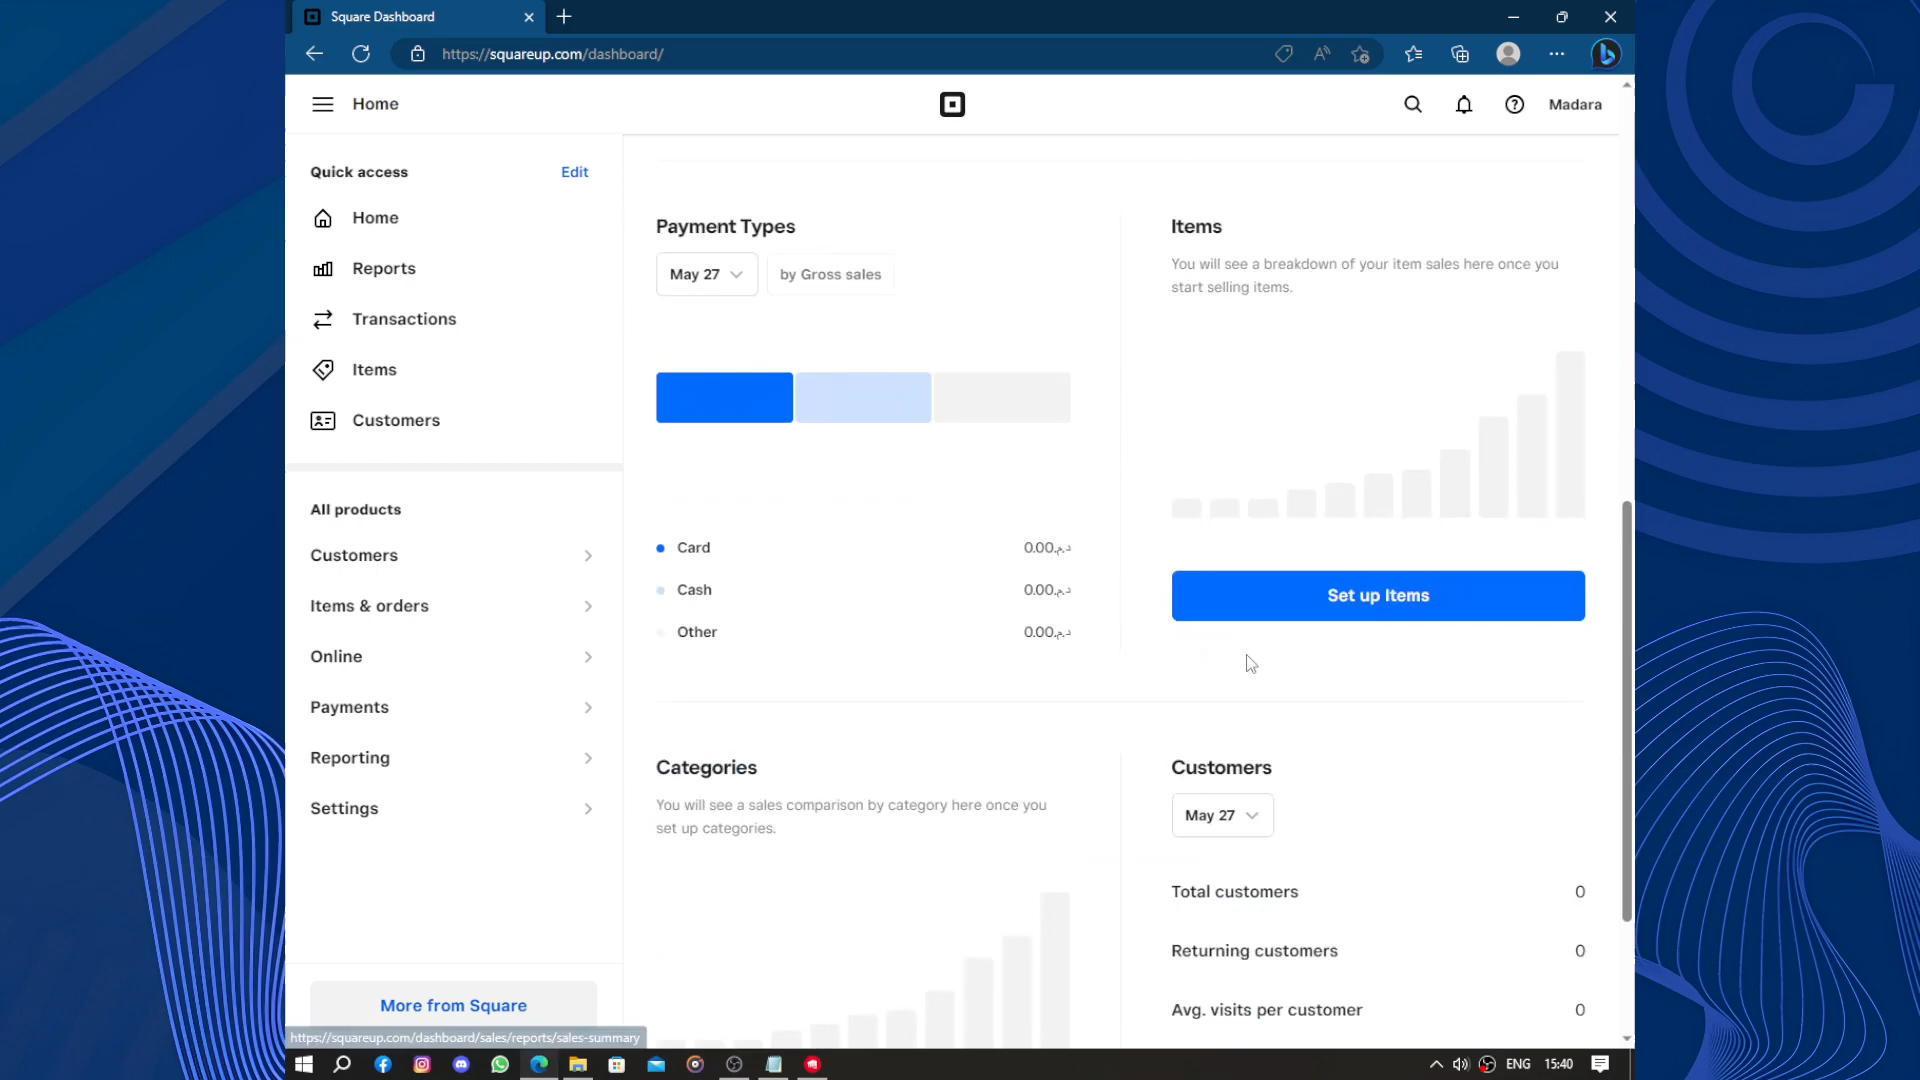 Square Dashboard
https://squareup.com/dashboard/
Home
Madara
Quick access
Edit
Home
Reports
Transactions
Items
Customers
All products
Customers
Items & orders
Online
Payments
Reporting
Settings
More from Square
https://squareup.com/dashboard/sales/reports/sales-summary
Payment Types
May 27
by Gross sales
Card
0.00د.م.
Cash
0.00د.م.
Other
0.00د.م.
Items
You will see a breakdown of your item sales here once you
start selling items.
Set up Items
Categories
You will see a sales comparison by category here once you
set up categories.
Customers
May 27
Total customers
0
Returning customers
0
Avg. visits per customer
0
ENG
15:40